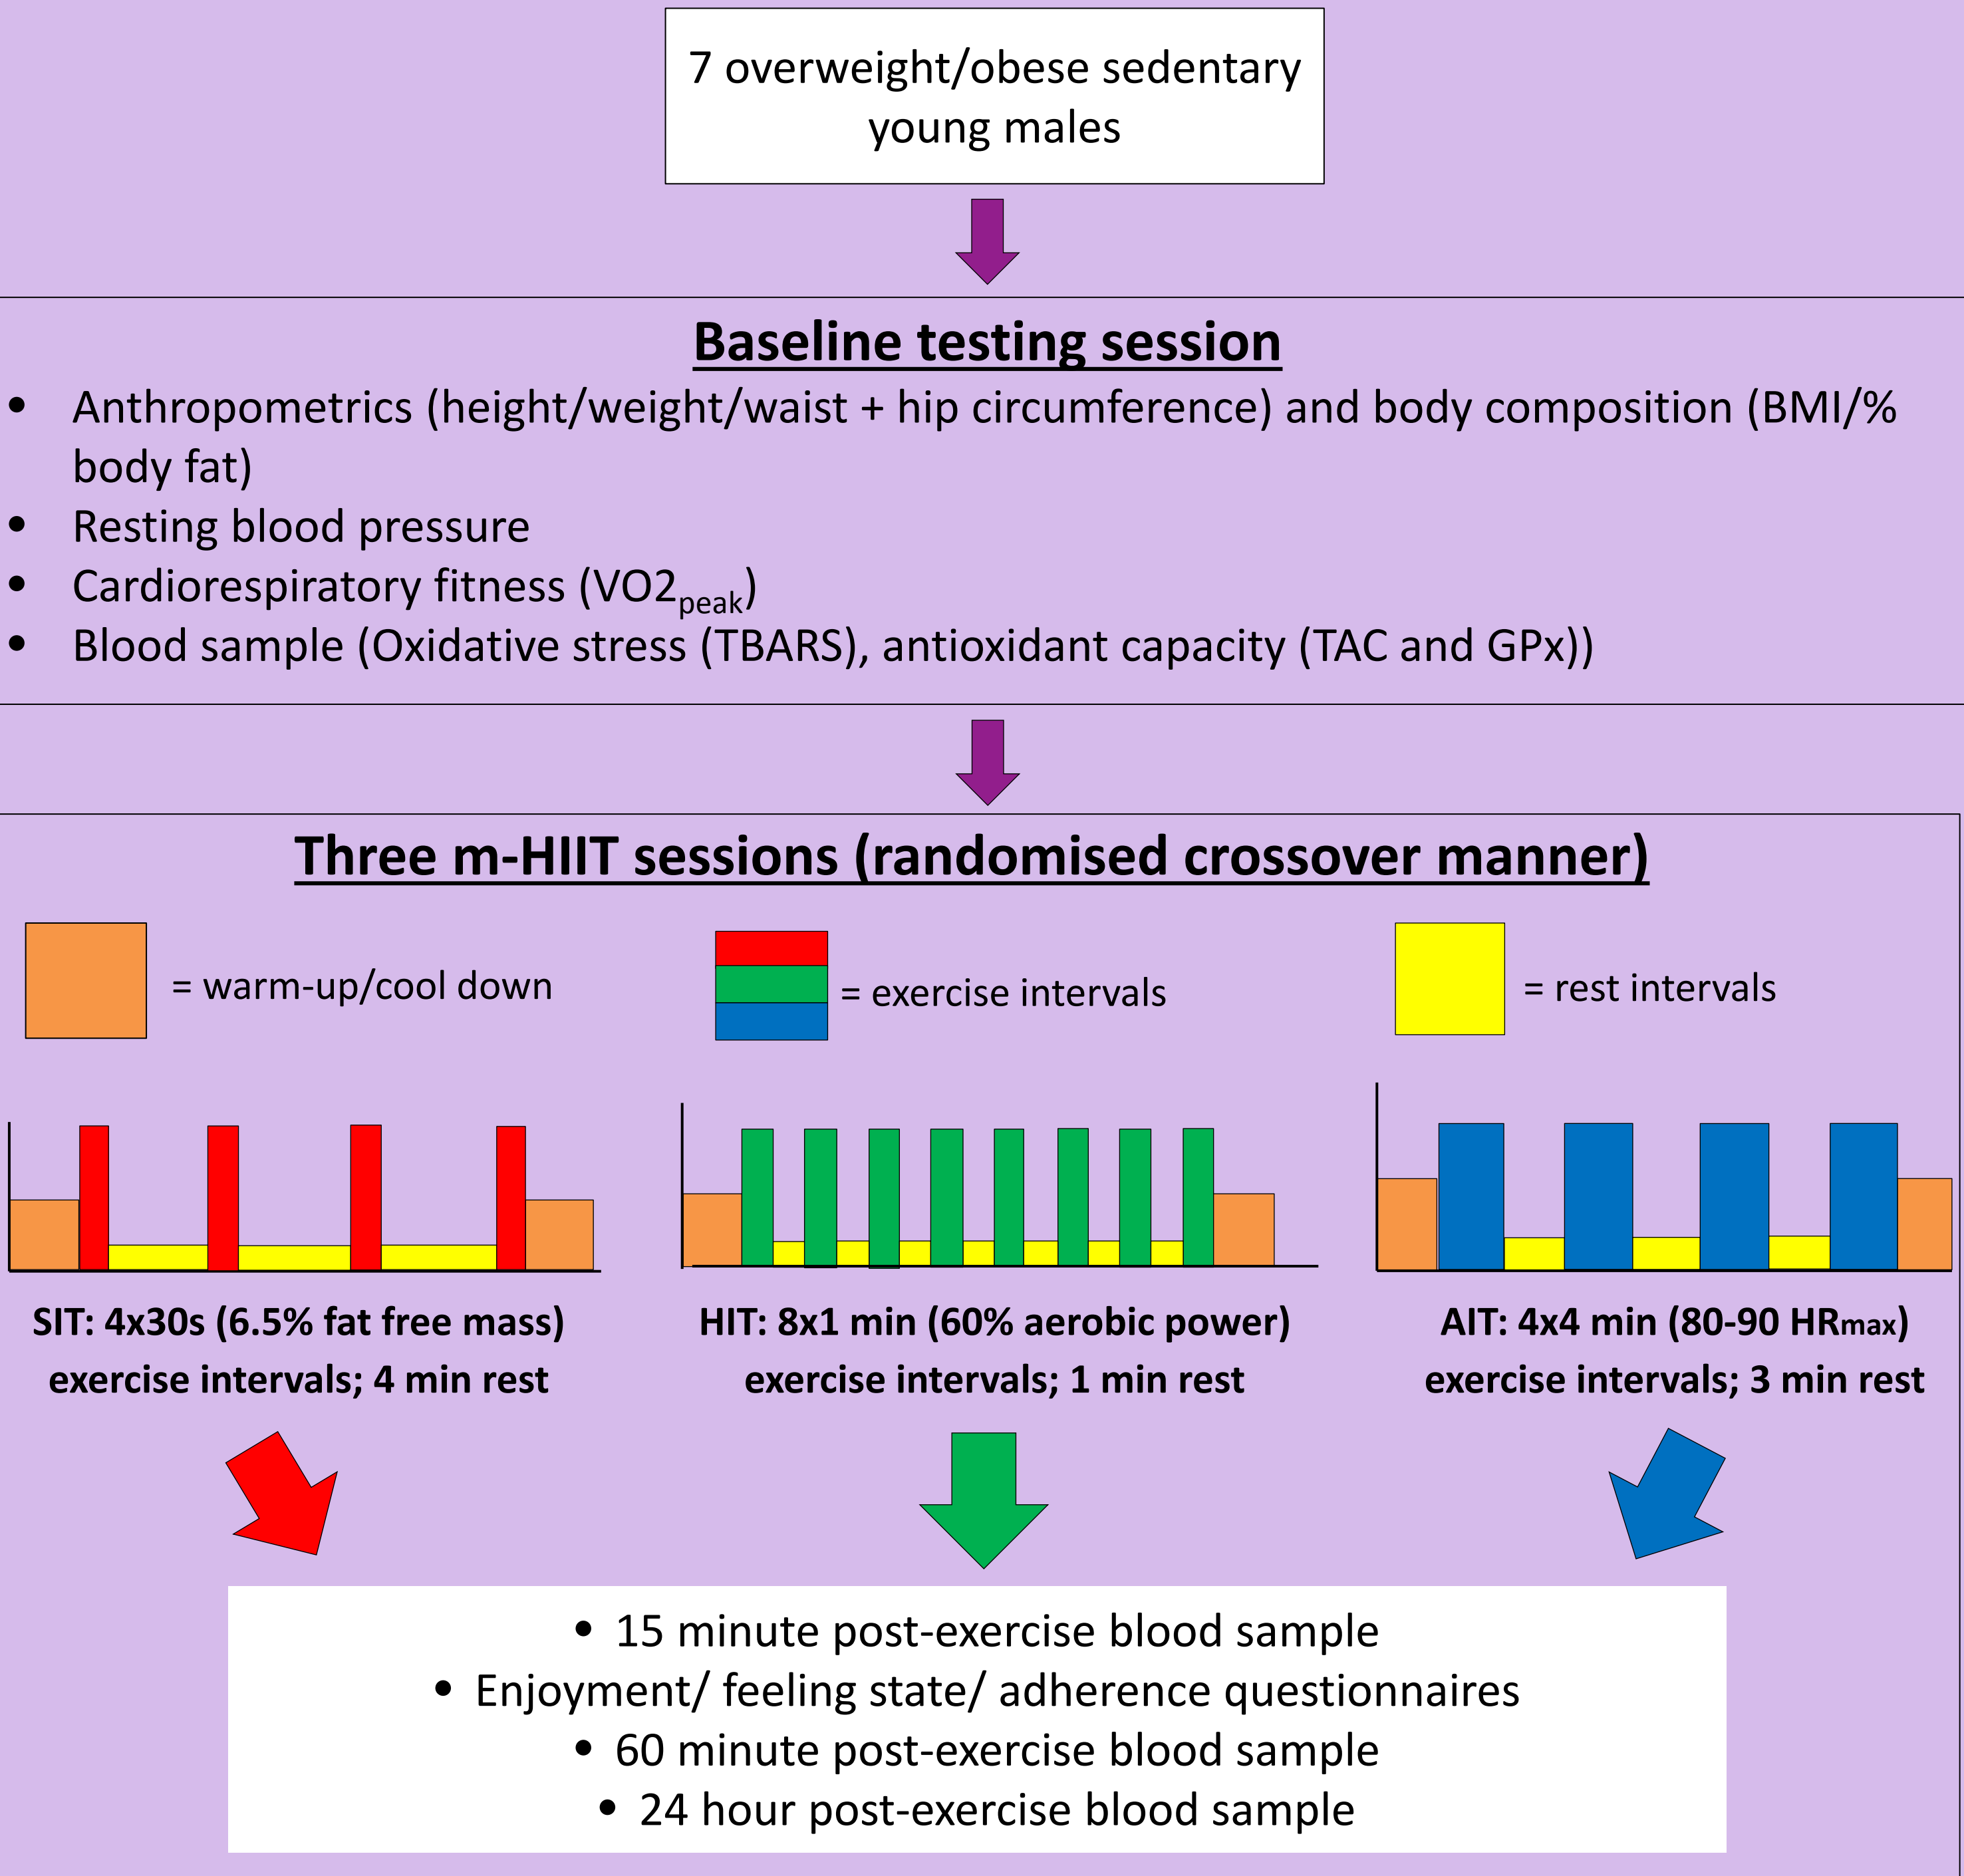 7 overweight/obese sedentary
young males
Baseline testing session
• Anthropometrics (height/weight/waist + hip circumference) and body composition (BMI/%
body fat)
• Resting blood pressure
• Cardiorespiratory fitness (VO2peak)
• Blood sample (Oxidative stress (TBARS), antioxidant capacity (TAC and GPx))
Three m-HIIT sessions (randomised crossover manner)
= warm-up/cool down
= exercise intervals
= rest intervals
SIT: 4x30s (6.5% fat free mass)
exercise intervals; 4 min rest
HIT: 8x1 min (60% aerobic power)
exercise intervals; 1 min rest
AIT: 4x4 min (80-90 HRmax)
exercise intervals; 3 min rest
• 15 minute post-exercise blood sample
• Enjoyment/ feeling state/ adherence questionnaires
• 60 minute post-exercise blood sample
• 24 hour post-exercise blood sample